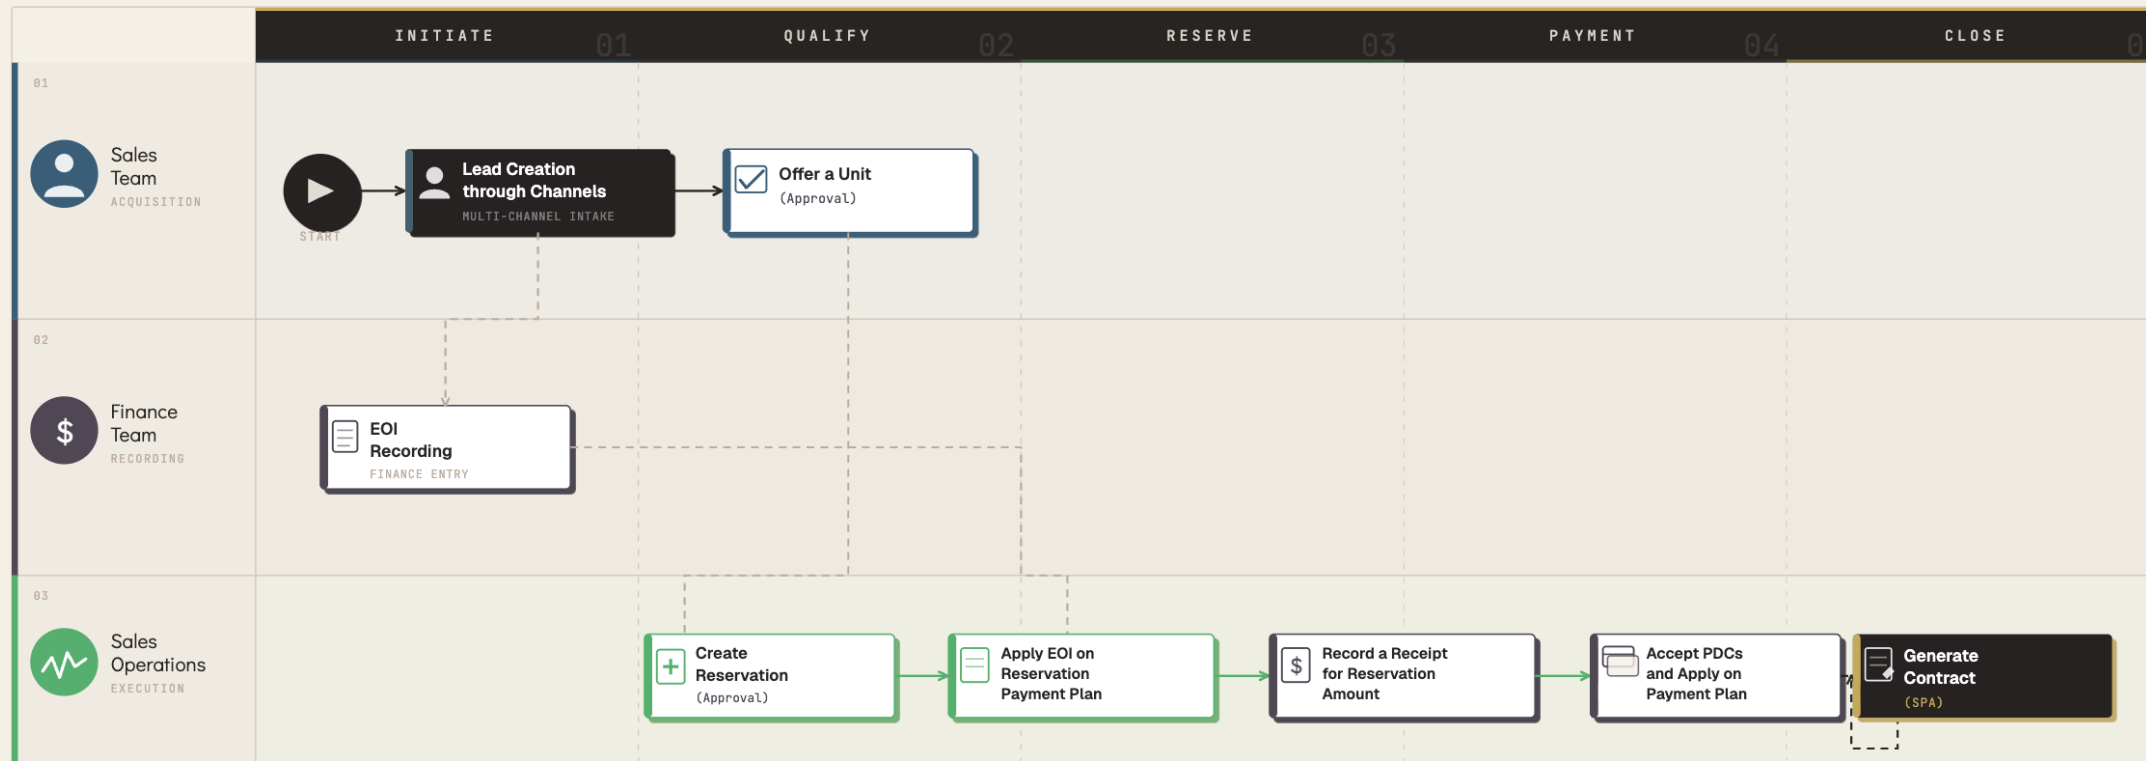 INITIATE
01
QUALIFY
02
RESERVE
03
PAYMENT
04
CLOSE
0
01
Sales
Team
ACQUISITION
START
Lead Creation
through Channels
MULTI-CHANNEL INTAKE
Offer a Unit
(Approval)
02
$
Finance
Team
RECORDING
EOI
Recording
FINANCE ENTRY
03
Sales
Operations
EXECUTION
Create
Reservation
(Approval)
Apply EOI on
Reservation
Payment Plan
$
Record a Receipt
for Reservation
Amount
Accept PDCs
and Apply on
Payment Plan
Generate
Contract
(SPA)